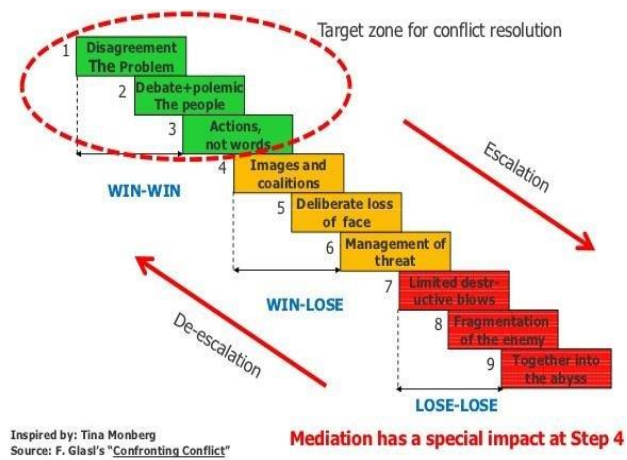 Target zone for conflict resolution
1
Disagreement
The Problem
2
Debate+polemic
The people
3
Actions,
not words
WIN-WIN
4
Images and
coalitions
Escalation
5
Deliberate loss
of face
6
Management of
threat
WIN-LOSE
De-escalation
7
Limited destr-
uctive blows
8
Fragmentation
of the enemy
9
Together into
the abyss
LOSE-LOSE
Inspired by: Tina Monberg
Source: F. Glasl's "Confronting Conflict"
Mediation has a special impact at Step 4